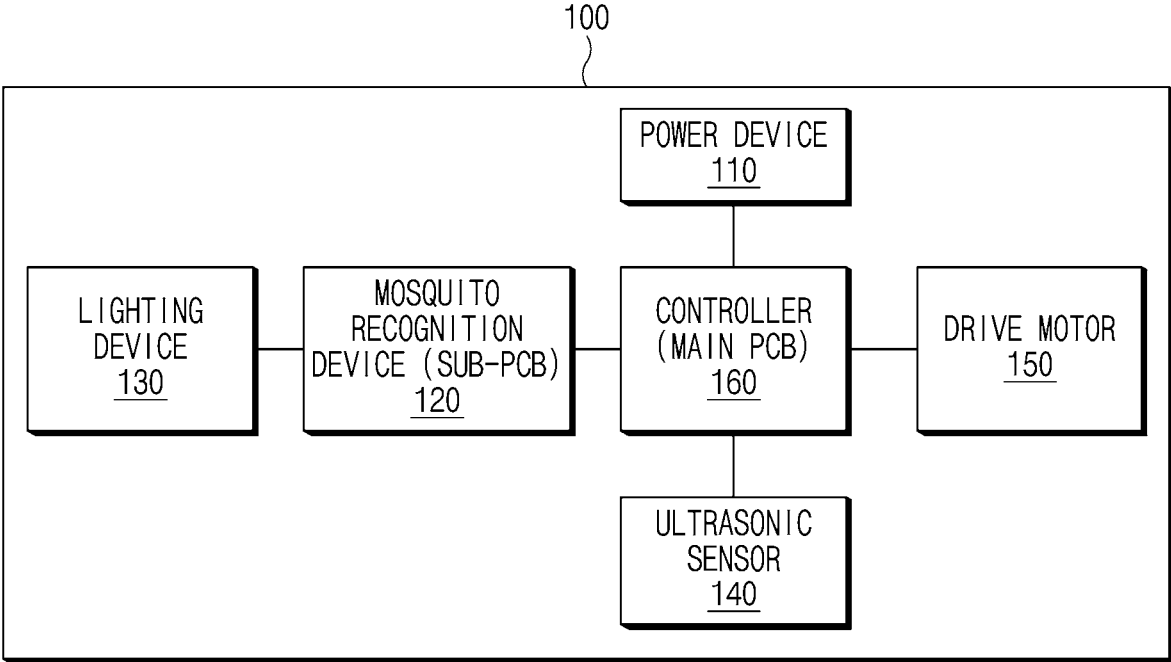 100
POWER DEVICE
110
LIGHTING
DEVICE
130
MOSQUITO
RECOGNITION
DEVICE (SUB-PCB)
120
CONTROLLER
(MAIN PCB)
160
DRIVE MOTOR
150
ULTRASONIC
SENSOR
140